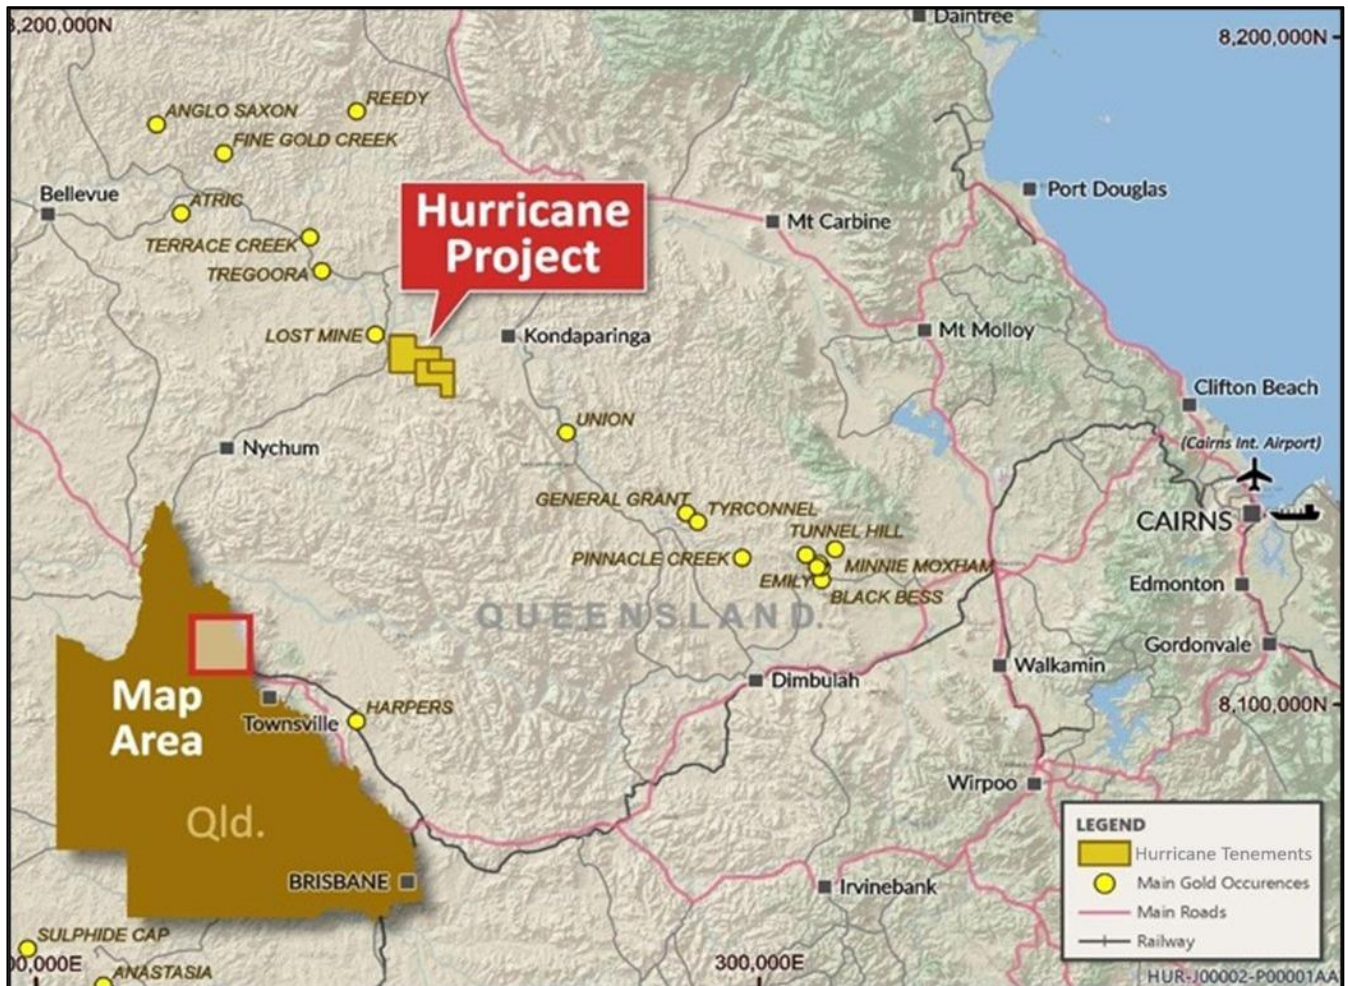 8,200,000N
Daintree
8,200,000N
REEDY
ANGLO SAXON
FINE GOLD CREEK
Port Douglas
Bellevue
ATRIC
Hurricane
Project
Mt Carbine
TERRACE CREEK
TREGOORA
LOST MINE
Kondaparinga
Mt Molloy
Clifton Beach
UNION
(Cairns Int. Airport)
Nychum
GENERAL GRANT
TYRCONNEL
CAIRNS
TUNNEL HILL
PINNACLE CREEK
MINNIE MOXHAM
EMILY
Edmonton
BLACK BESS
QUEENSLAND
Gordonvale
Walkamin
Dimbulah
Map
Area
HARPERS
8,100,000N
Townsville
Wirpoo
Qld.
LEGEND
Hurricane Tenements
Main Gold Occurences
Main Roads
Railway
BRISBANE
Irvinebank
SULPHIDE CAP
00,000E
300,000E
ANASTASIA
HUR-J00002-P00001AA